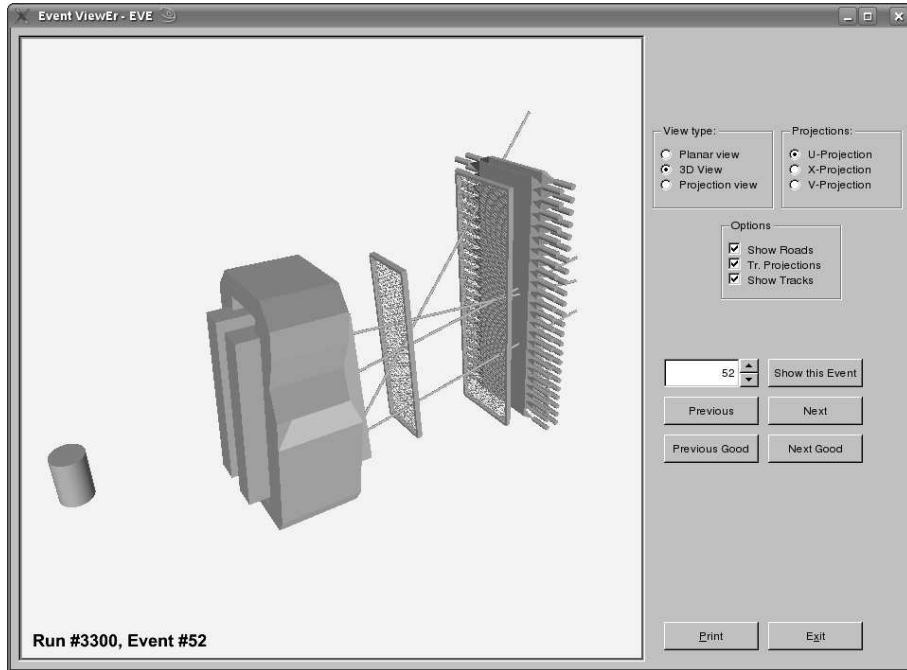 Event ViewEr - EVE
View type:
Planar view
3D View
Projection view
Projections:
U-Projection
X-Projection
V-Projection
Options
Show Roads
Tr. Projections
Show Tracks
52
Show this Event
Previous
Next
Previous Good
Next Good
Run #3300, Event #52
Print
Exit